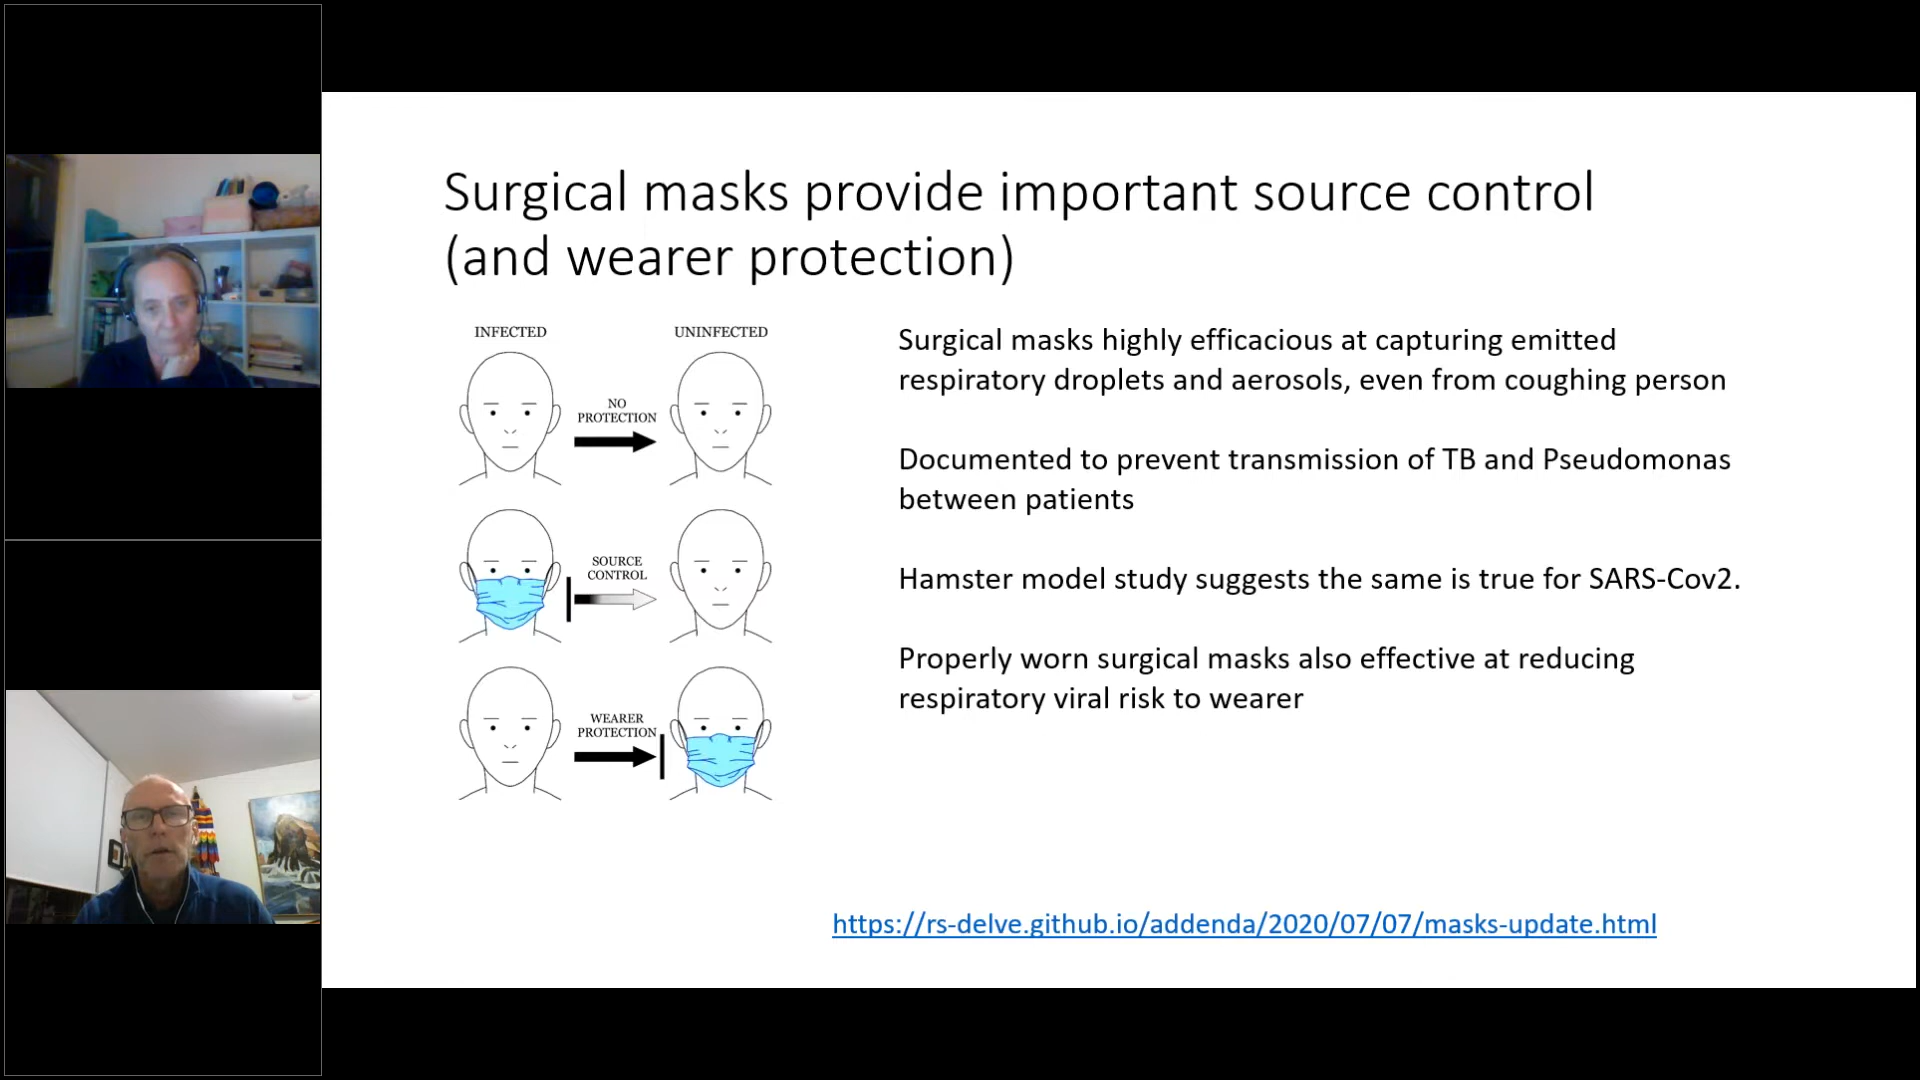 Surgical masks provide important source control
(and wearer protection)
INFECTED
UNINFECTED
NO
PROTECTION
SOURCE
CONTROL
WEARER
PROTECTION
Surgical masks highly efficacious at capturing emitted
respiratory droplets and aerosols, even from coughing person
Documented to prevent transmission of TB and Pseudomonas
between patients
Hamster model study suggests the same is true for SARS-Cov2.
Properly worn surgical masks also effective at reducing
respiratory viral risk to wearer
https://rs-delve.github.io/addenda/2020/07/07/masks-update.html